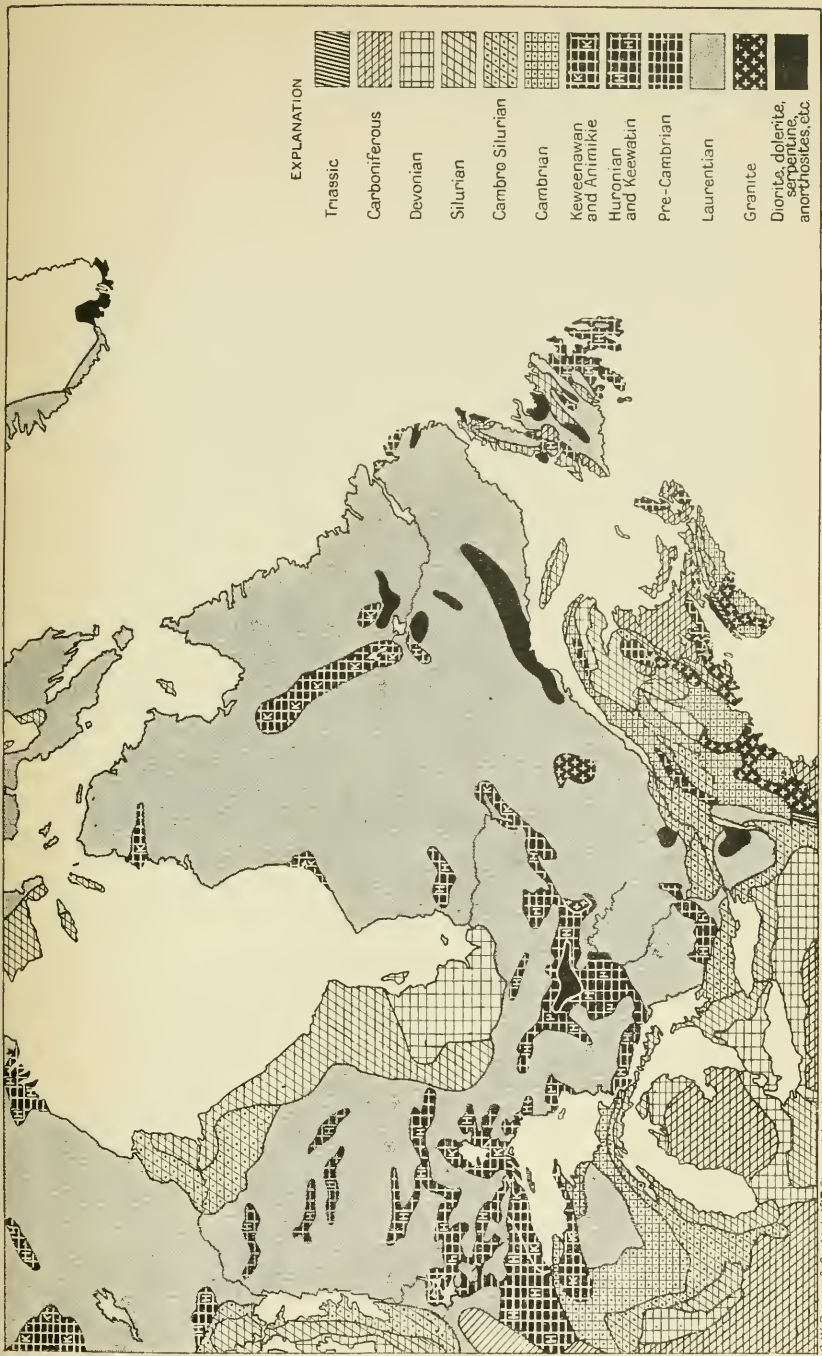 EXPLANATION
Triassic
Carboniferous
Devonian
Silurian
Cambro Silurian
Cambrian
K K
Keweenawan
and Animikie
H H
Huronian
and Keewatin
Pre-Cambrian
Laurentian
Granite
Diorite, dolerite,
serpentine,
anorthosites, etc.